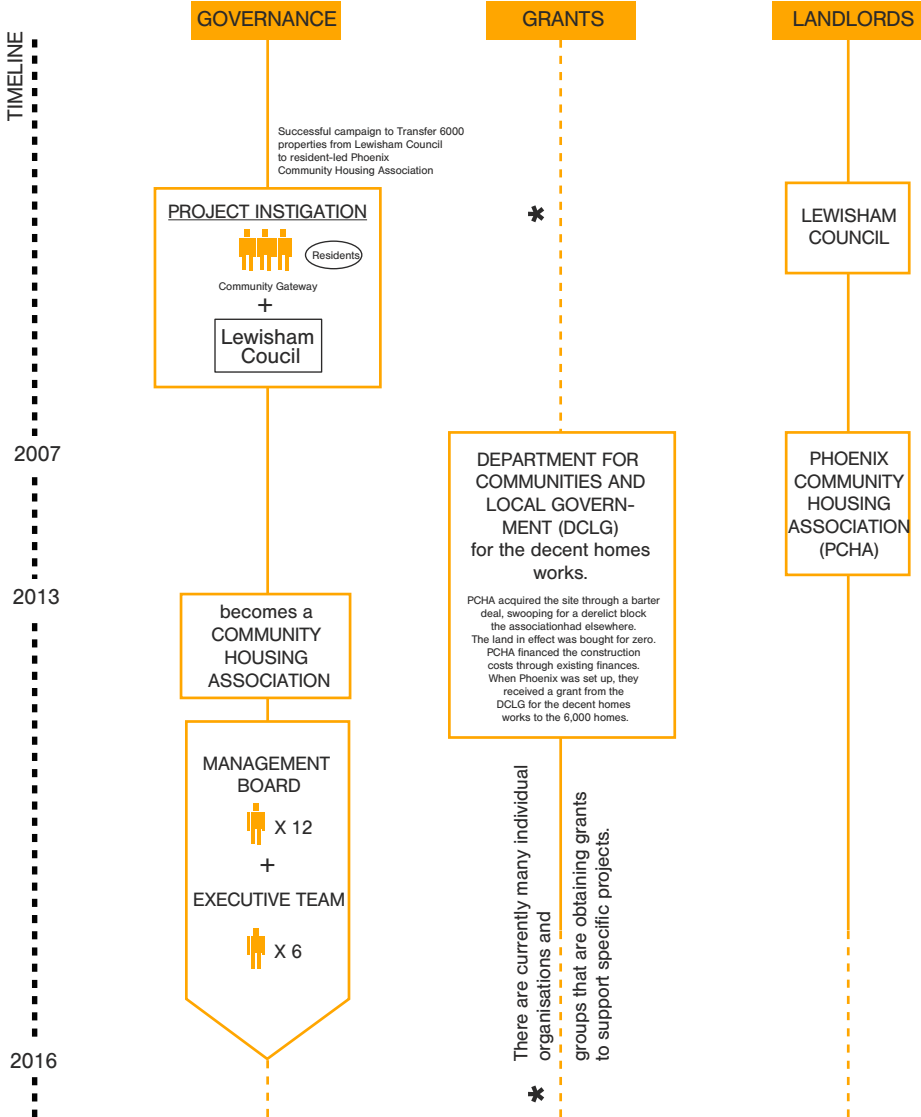 GOVERNANCE
GRANTS
LANDLORDS
TIMELINE
Successful campaign to Transfer 6000
properties from Lewisham Council
to resident-led Phoenix
Community Housing Association
PROJECT INSTIGATION
Residents
Community Gateway
+
Lewisham
Coucil
*
LEWISHAM
COUNCIL
2007
DEPARTMENT FOR
COMMUNITIES AND
LOCAL GOVERN-
MENT (DCLG)
for the decent homes
works.
PCHA acquired the site through a barter
deal, swooping for a derelict block
the associationhad elsewhere.
The land in effect was bought for zero.
PCHA financed the construction
costs through existing finances.
When Phoenix was set up, they
received a grant from the
DCLG for the decent homes
works to the 6,000 homes.
PHOENIX
COMMUNITY
HOUSING
ASSOCIATION
(PCHA)
2013
becomes a
COMMUNITY
HOUSING
ASSOCIATION
MANAGEMENT
BOARD
X 12
+
EXECUTIVE TEAM
X 6
There are currently many individual
organisations and
groups that are obtaining grants
to support specific projects.
*
2016